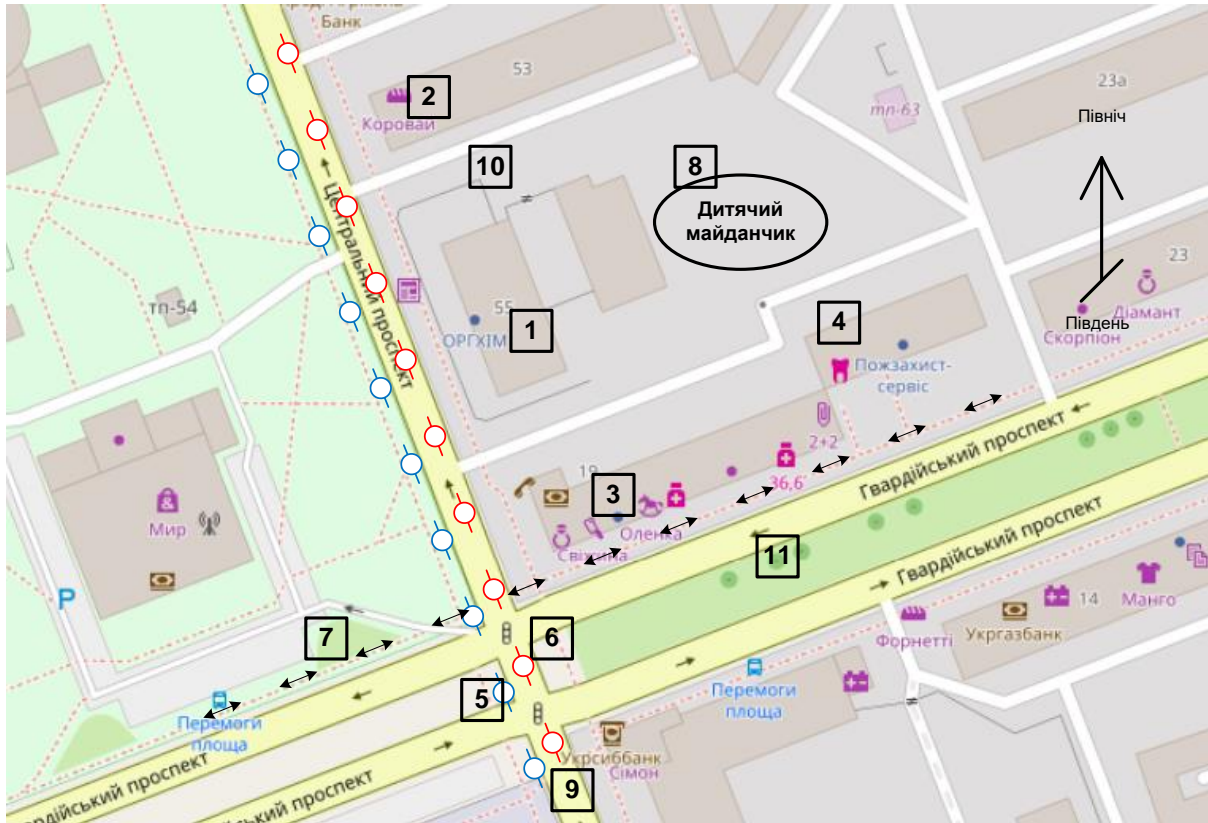 Банк
53
2
Коровай
10
8
Дитячий
майданчик
тп-63
23а
Північ
Південь
23
Діамант
Скорпіон
Центральний проспект
тп-54
55
ОРГХІМ
1
4
Пожзахист-
сервіс
2+2
36,6
19
3
Оленка
Свіжина
Гвардійський проспект
11
Гвардійський проспект
Мир
P
7
6
5
Перемоги
площа
Перемоги
площа
Форнетті
Укргазбанк
14
Манго
Укрсиббанк
Сімон
9
Гвардійський проспект